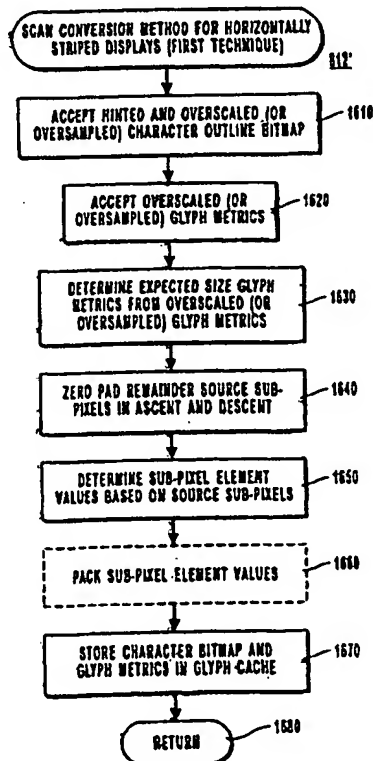 SCAN CONVERSION METHOD FOR HORIZONTALLY
STRIPED DISPLAYS (FIRST TECHNIQUE)
812'
ACCEPT HINTED AND OVERSCALED (OR
OVERSAMPLED) CHARACTER OUTLINE BITMAP
1610
ACCEPT OVERSCALED (OR
OVERSAMPLED) GLYPH METRICS
1620
DETERMINE EXPECTED SIZE GLYPH
METRICS FROM OVERSCALED (OR
OVERSAMPLED) GLYPH METRICS
1630
ZERO PAD REMAINDER SOURCE SUB-
PIXELS IN ASCENT AND DESCENT
1640
DETERMINE SUB-PIXEL ELEMENT
VALUES BASED ON SOURCE SUB-PIXELS
1650
PACK SUB-PIXEL ELEMENT VALUES
1660
STORE CHARACTER BITMAP AND
GLYPH METRICS IN GLYPH CACHE
1670
RETURN
1680